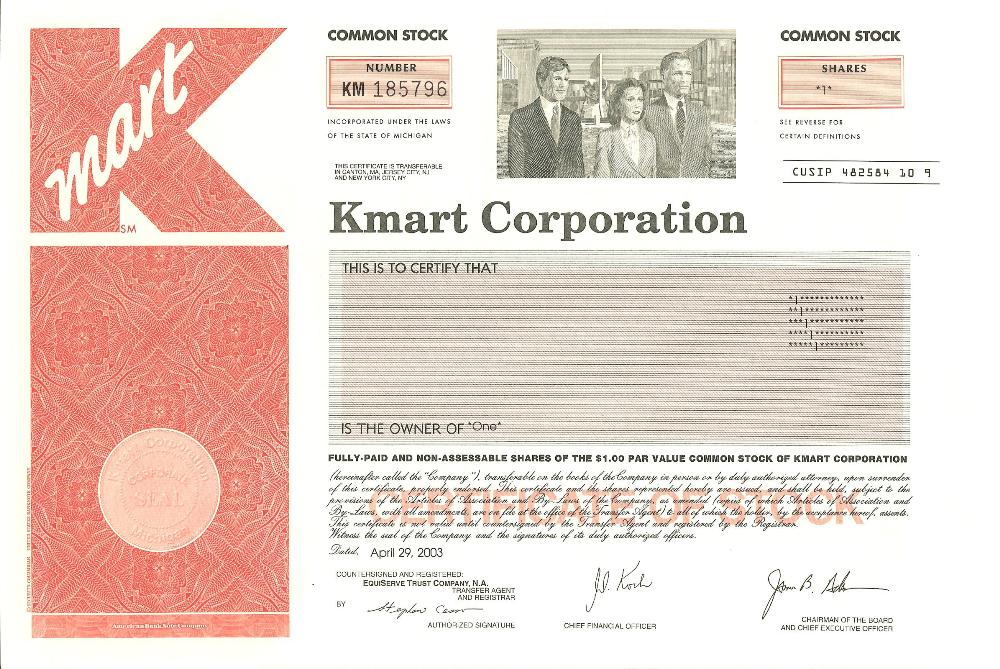 mart
SM
COMMON STOCK
NUMBER
KM 185796
INCORPORATED UNDER THE LAWS
OF THE STATE OF MICHIGAN
THIS CERTIFICATE IS TRANSFERABLE
IN CANTON, MA, JERSEY CITY, NJ
AND NEW YORK CITY, NY
COMMON STOCK
SHARES
*1*
SEE REVERSE FOR
CERTAIN DEFINITIONS
CUSIP 482584 10 9
Kmart Corporation
THIS IS TO CERTIFY THAT
*1*************
**1************
***1***********
****1**********
*****1*********
IS THE OWNER OF *One*
FULLY-PAID AND NON-ASSESSABLE SHARES OF THE $1.00 PAR VALUE COMMON STOCK OF KMART CORPORATION
(hereinafter called the "Company"), transferable on the books of the Company in person or by duly authorized attorney, upon surrender
of this certificate, properly endorsed. This certificate and the shares represented hereby are issued, and shall be held, subject to the
provisions of the Articles of Association and By-Laws of the Company, as amended (copies of which Articles of Association and
By-Laws, with all amendments, are on file at the office of the Transfer Agent) to all of which the holder, by the acceptance hereof, assents.
This certificate is not valid until countersigned by the Transfer Agent and registered by the Registrar.
Witness the seal of the Company and the signatures of its duly authorized officers.
Dated, April 29, 2003
COUNTERSIGNED AND REGISTERED:
EQUISERVE TRUST COMPANY, N.A.
TRANSFER AGENT
AND REGISTRAR
BY
AUTHORIZED SIGNATURE
CHIEF FINANCIAL OFFICER
CHAIRMAN OF THE BOARD
AND CHIEF EXECUTIVE OFFICER
American Bank Note Company